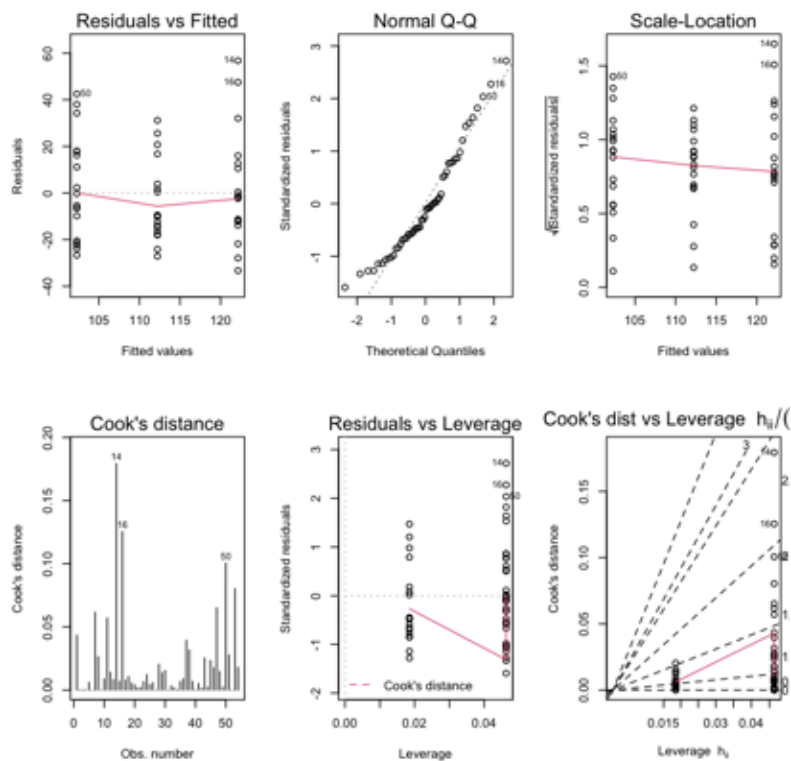 Residuals vs Fitted
Residuals
60
40
20
0
-20
-40
14
16
50
105 110 115 120
Fitted values
Normal Q-Q
Standardized residuals
3
2
1
0
-1
14
16
50
-2 -1 0 1 2
Theoretical Quantiles
Scale-Location
√Standardized residuals
1.5
1.0
0.5
0.0
14
16
50
105 110 115 120
Fitted values
Cook's distance
Cook's distance
0.20
0.15
0.10
0.05
0.00
14
16
50
0 10 20 30 40 50
Obs. number
Residuals vs Leverage
Standardized residuals
3
2
1
0
-1
-2
14
16
50
Cook's distance
0.00 0.02 0.04
Leverage
Cook's dist vs Leverage hᵢᵢ/(
Cook's distance
0.15
0.10
0.05
0.00
3
14
2.
16
1.
1
0
0.015 0.03 0.04
Leverage hᵢᵢ